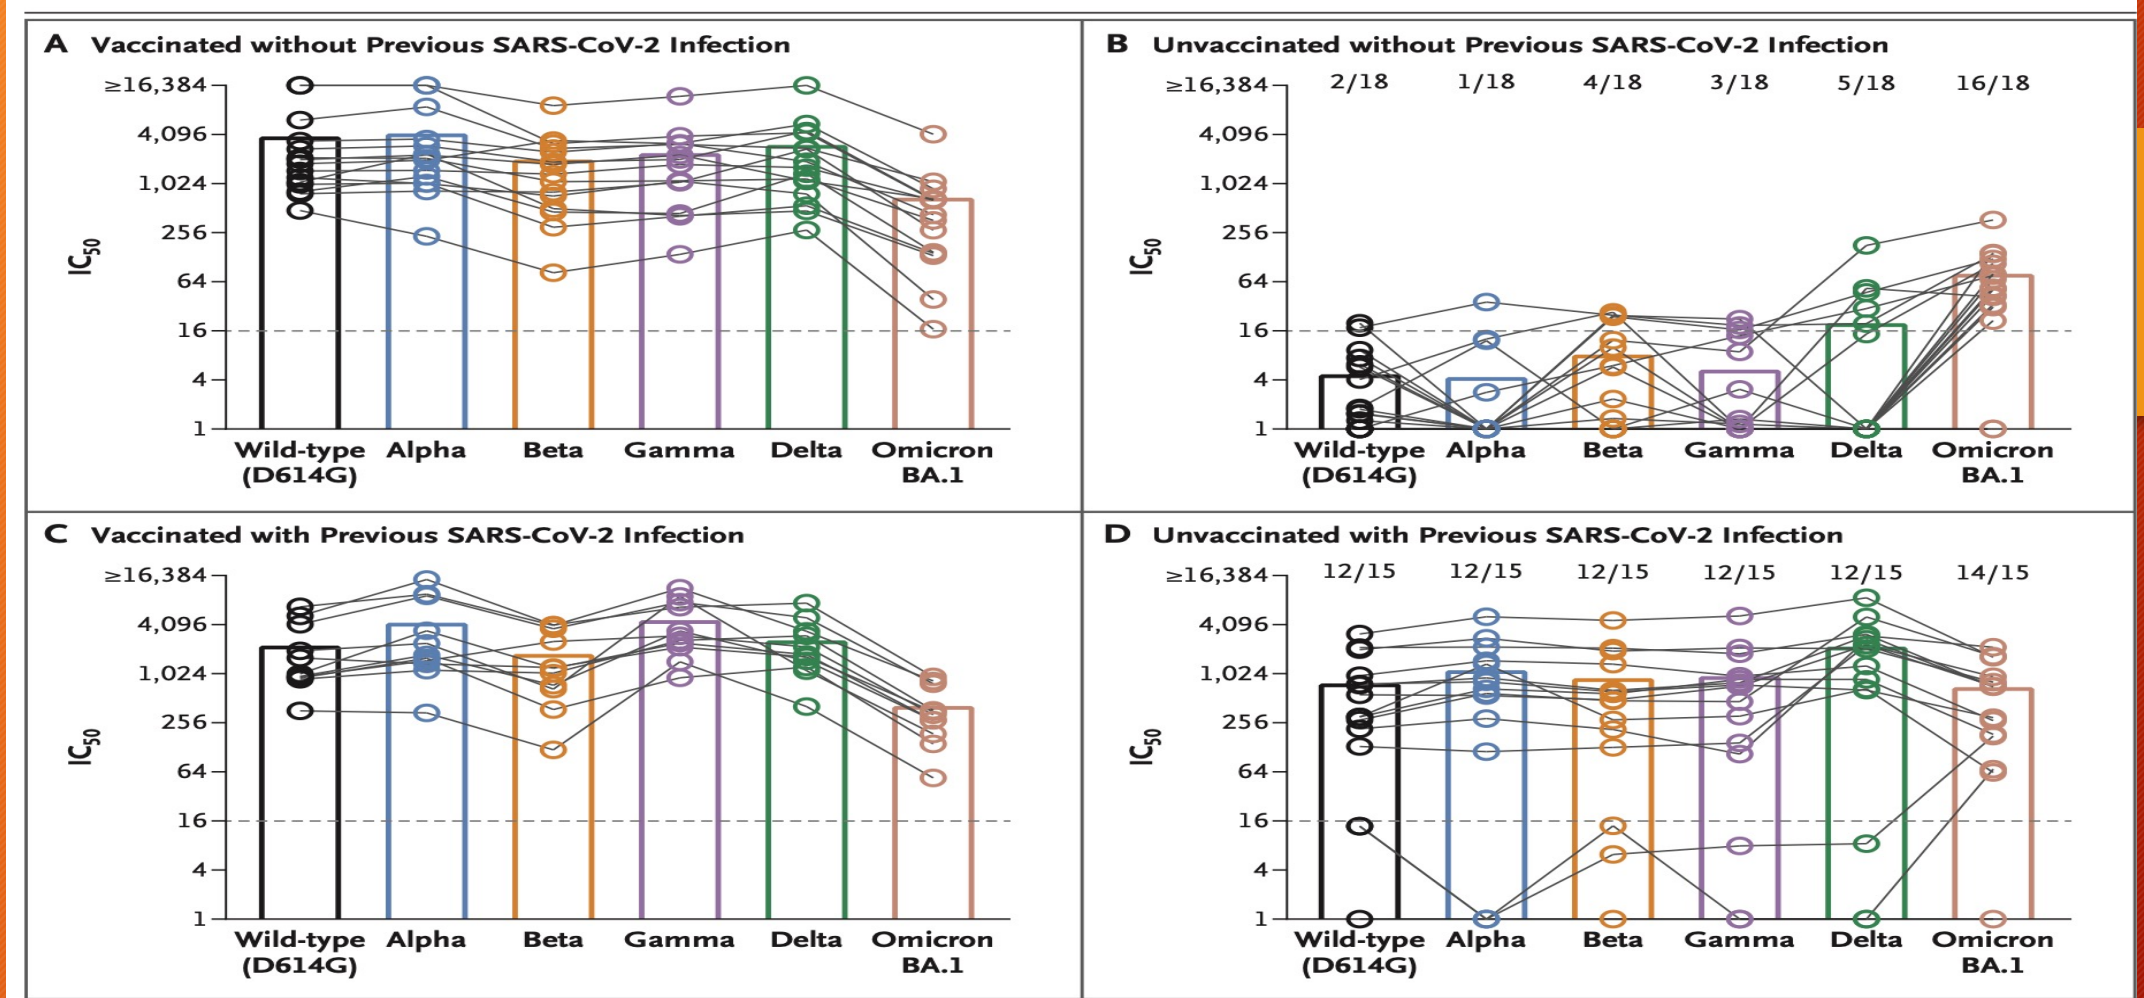 A Vaccinated without Previous SARS-CoV-2 Infection
≥16,384
4,096
1,024
256
64
16
4
1
IC50
Wild-type (D614G)
Alpha
Beta
Gamma
Delta
Omicron BA.1
B Unvaccinated without Previous SARS-CoV-2 Infection
2/18 1/18 4/18 3/18 5/18 16/18
≥16,384
4,096
1,024
256
64
16
4
1
IC50
Wild-type (D614G)
Alpha
Beta
Gamma
Delta
Omicron BA.1
C Vaccinated with Previous SARS-CoV-2 Infection
≥16,384
4,096
1,024
256
64
16
4
1
IC50
Wild-type (D614G)
Alpha
Beta
Gamma
Delta
Omicron BA.1
D Unvaccinated with Previous SARS-CoV-2 Infection
12/15 12/15 12/15 12/15 12/15 14/15
≥16,384
4,096
1,024
256
64
16
4
1
IC50
Wild-type (D614G)
Alpha
Beta
Gamma
Delta
Omicron BA.1